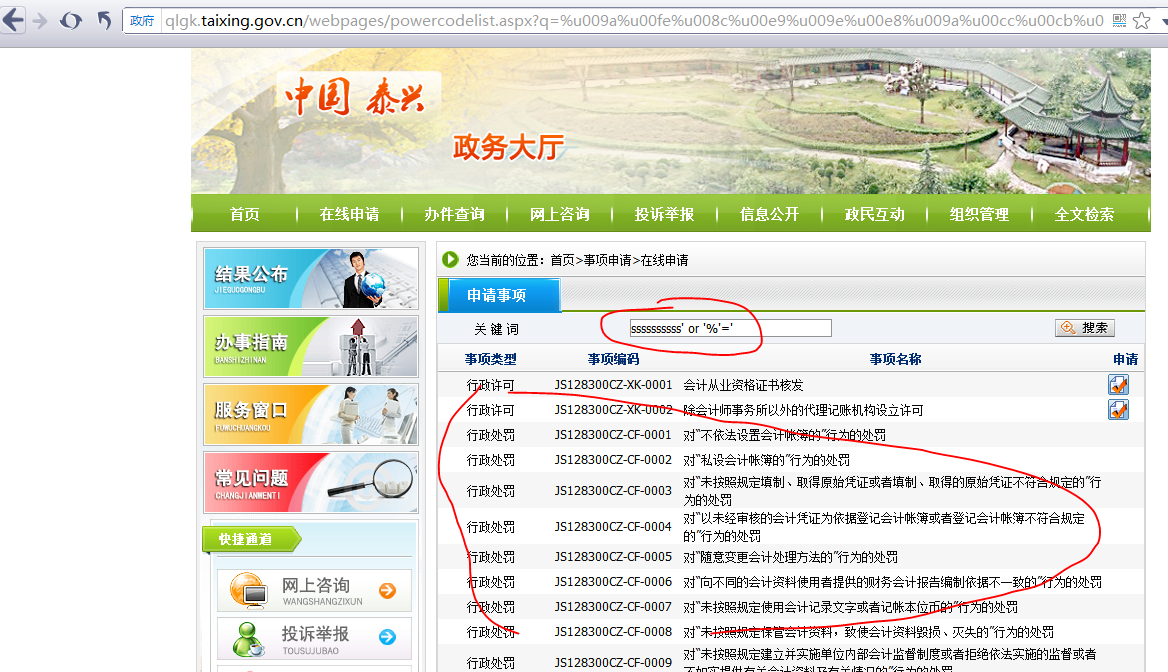 政府 qlgk.taixing.gov.cn/webpages/powercodelist.aspx?q=%u009a%u00fe%u008c%u00e9%u009e%u00e8%u009a%u00cc%u00cb%u0
中国 泰兴
政务大厅
首页 在线申请 办件查询 网上咨询 投诉举报 信息公开 政民互动 组织管理 全文检索
结果公布
JIEGUOGONGBU
办事指南
BANSHIZHINAN
服务窗口
FUWUCHUANGKOU
常见问题
CHANGJIANWENTI
快捷通道
网上咨询
WANGSHANGZIXUN
投诉举报
TOUSUJUBAO
您当前的位置：首页>事项申请>在线申请
申请事项
关 键 词 ssssssssss' or '%'=' 搜索
事项类型 事项编码 事项名称 申请
行政许可 JS128300CZ-XK-0001 会计从业资格证书核发
行政许可 JS128300CZ-XK-0002 除会计师事务所以外的代理记账机构设立许可
行政处罚 JS128300CZ-CF-0001 对"不依法设置会计帐簿的"行为的处罚
行政处罚 JS128300CZ-CF-0002 对"私设会计帐簿的"行为的处罚
行政处罚 JS128300CZ-CF-0003 对"未按照规定填制、取得原始凭证或者填制、取得的原始凭证不符合规定的"行
为的处罚
行政处罚 JS128300CZ-CF-0004 对"以未经审核的会计凭证为依据登记会计帐簿或者登记会计帐簿不符合规定
的"行为的处罚
行政处罚 JS128300CZ-CF-0005 对"随意变更会计处理方法的"行为的处罚
行政处罚 JS128300CZ-CF-0006 对"向不同的会计资料使用者提供的财务会计报告编制依据不一致的"行为的处罚
行政处罚 JS128300CZ-CF-0007 对"未按照规定使用会计记录文字或者记帐本位币的"行为的处罚
行政处罚 JS128300CZ-CF-0008 对"未按照规定保管会计资料，致使会计资料毁损、灭失的"行为的处罚
行政处罚 JS128300CZ-CF-0009 对"未按照规定建立并实施单位内部会计监督制度或者拒绝依法实施的监督或者
不如实提供有关会计资料及有关情况的"行为的处罚